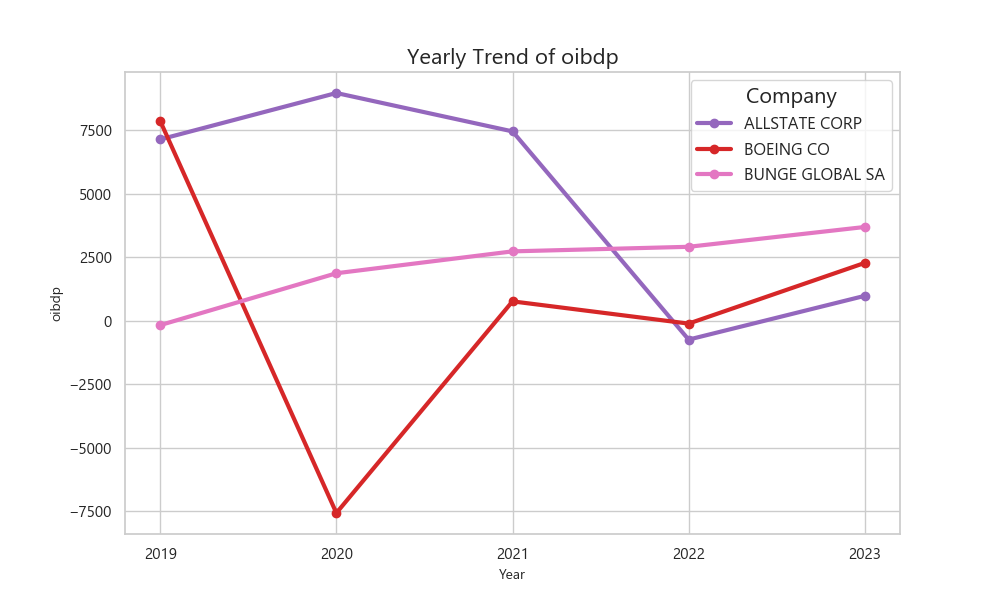 Yearly Trend of oibdp
Company
ALLSTATE CORP
BOEING CO
BUNGE GLOBAL SA
7500
5000
2500
0
−2500
−5000
−7500
oibdp
2019 2020 2021 2022 2023
Year